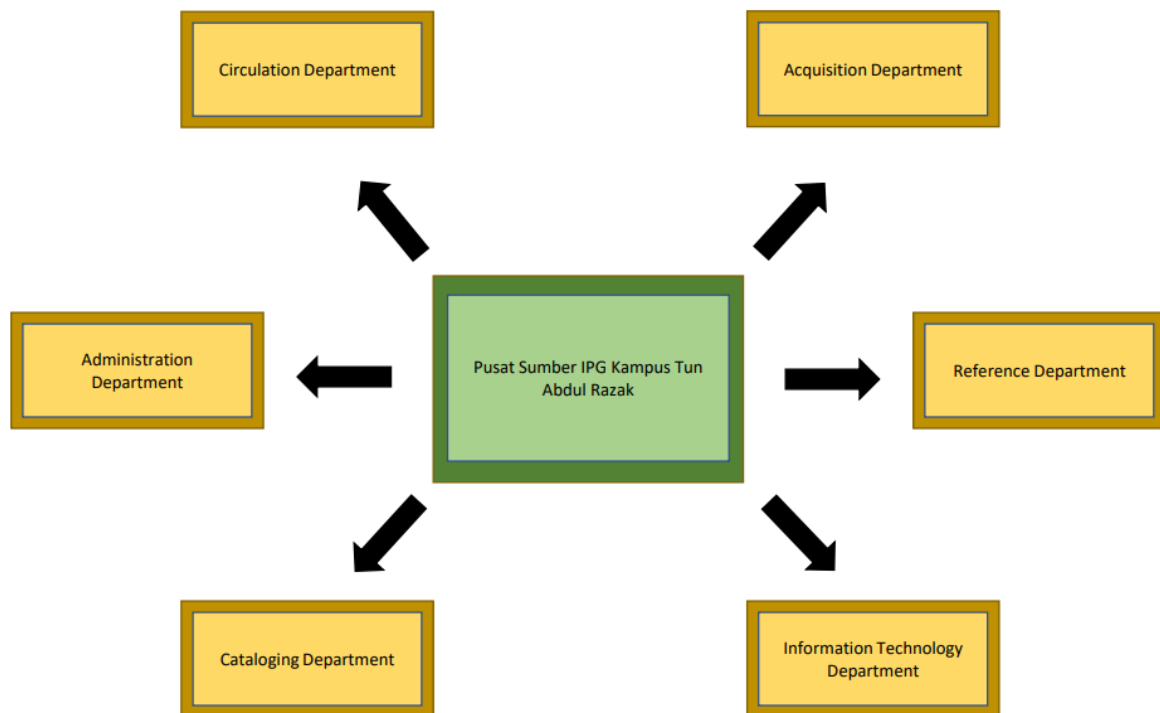 Circulation Department
Acquisition Department
Administration
Department
Pusat Sumber IPG Kampus Tun
Abdul Razak
Reference Department
Cataloging Department
Information Technology
Department